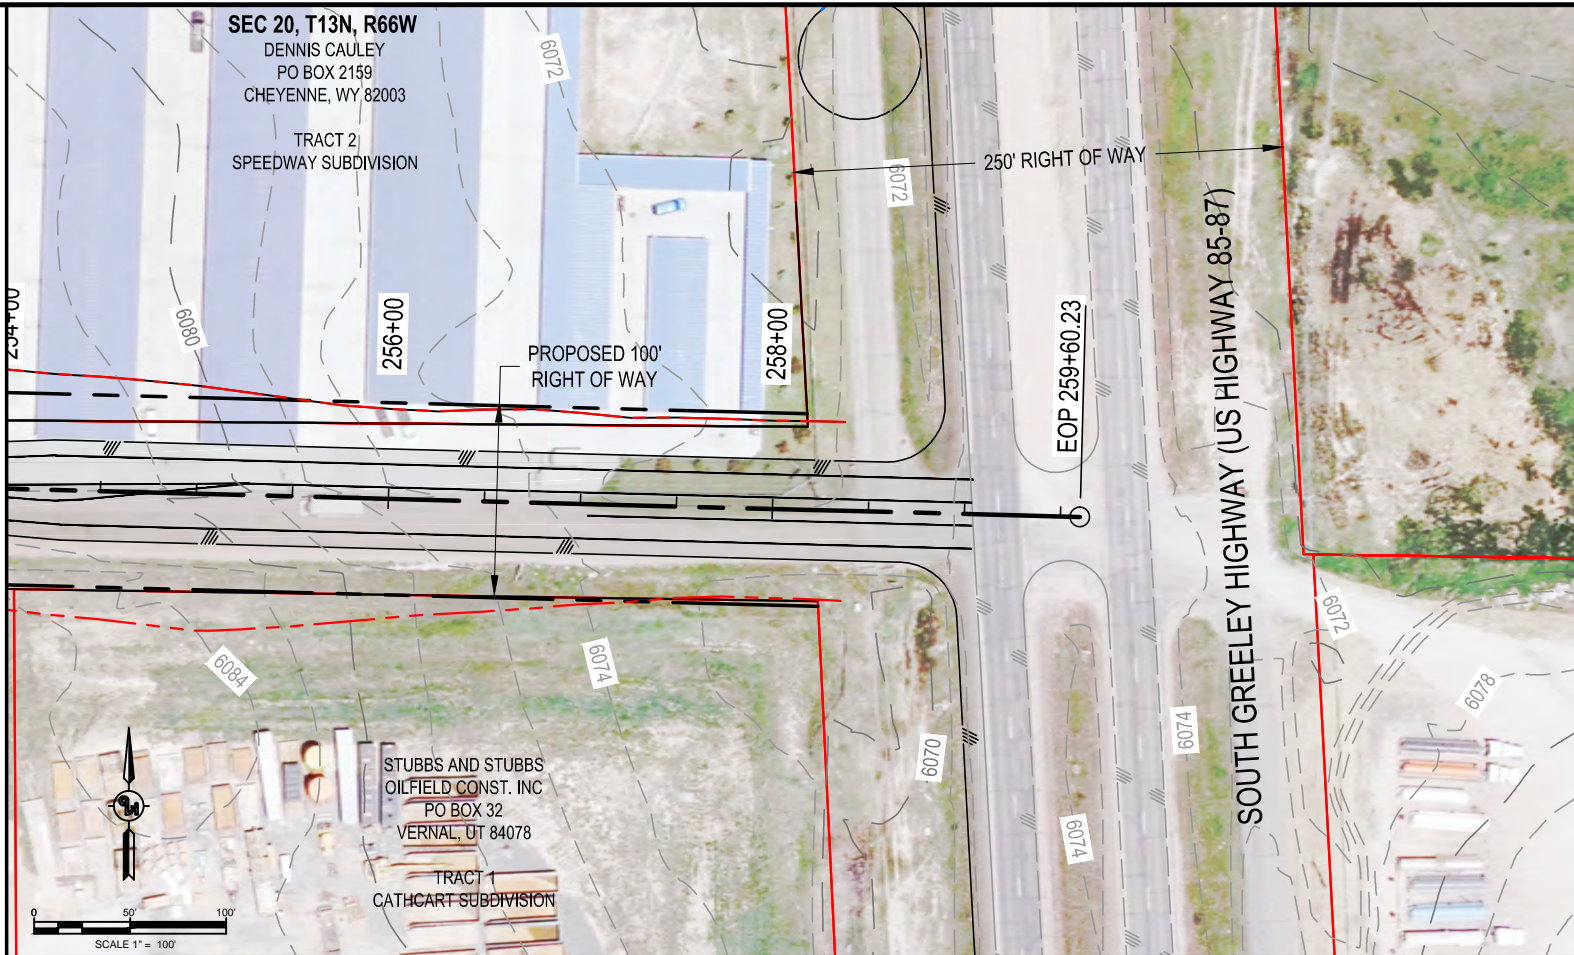 SEC 20, T13N, R66W
DENNIS CAULEY
PO BOX 2159
CHEYENNE, WY 82003
TRACT 2
SPEEDWAY SUBDIVISION
6072
6072
250' RIGHT OF WAY
SOUTH GREELEY HIGHWAY (US HIGHWAY 85-87)
254+00
6080
256+00
PROPOSED 100'
RIGHT OF WAY
258+00
EOP 259+60.23
6084
6074
6072
6078
6070
6074
6074
STUBBS AND STUBBS
OILFIELD CONST. INC
PO BOX 32
VERNAL, UT 84078
TRACT 1
CATHCART SUBDIVISION
0 50' 100'
SCALE 1" = 100'